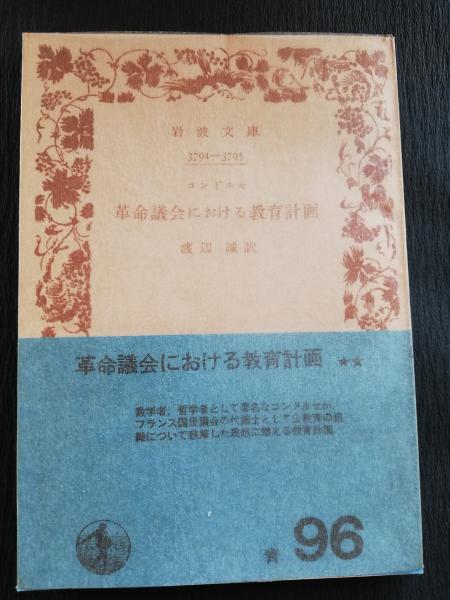 岩波文庫
3794—3795
コンドルセ
革命議会における教育計画
渡辺誠訳
革命議会における教育計画 ★★
数学者，哲学者として著名なコンドルセが，
フランス国民議会の代議士として公教育の組
織について執筆した理想に燃える教育計画
青 96